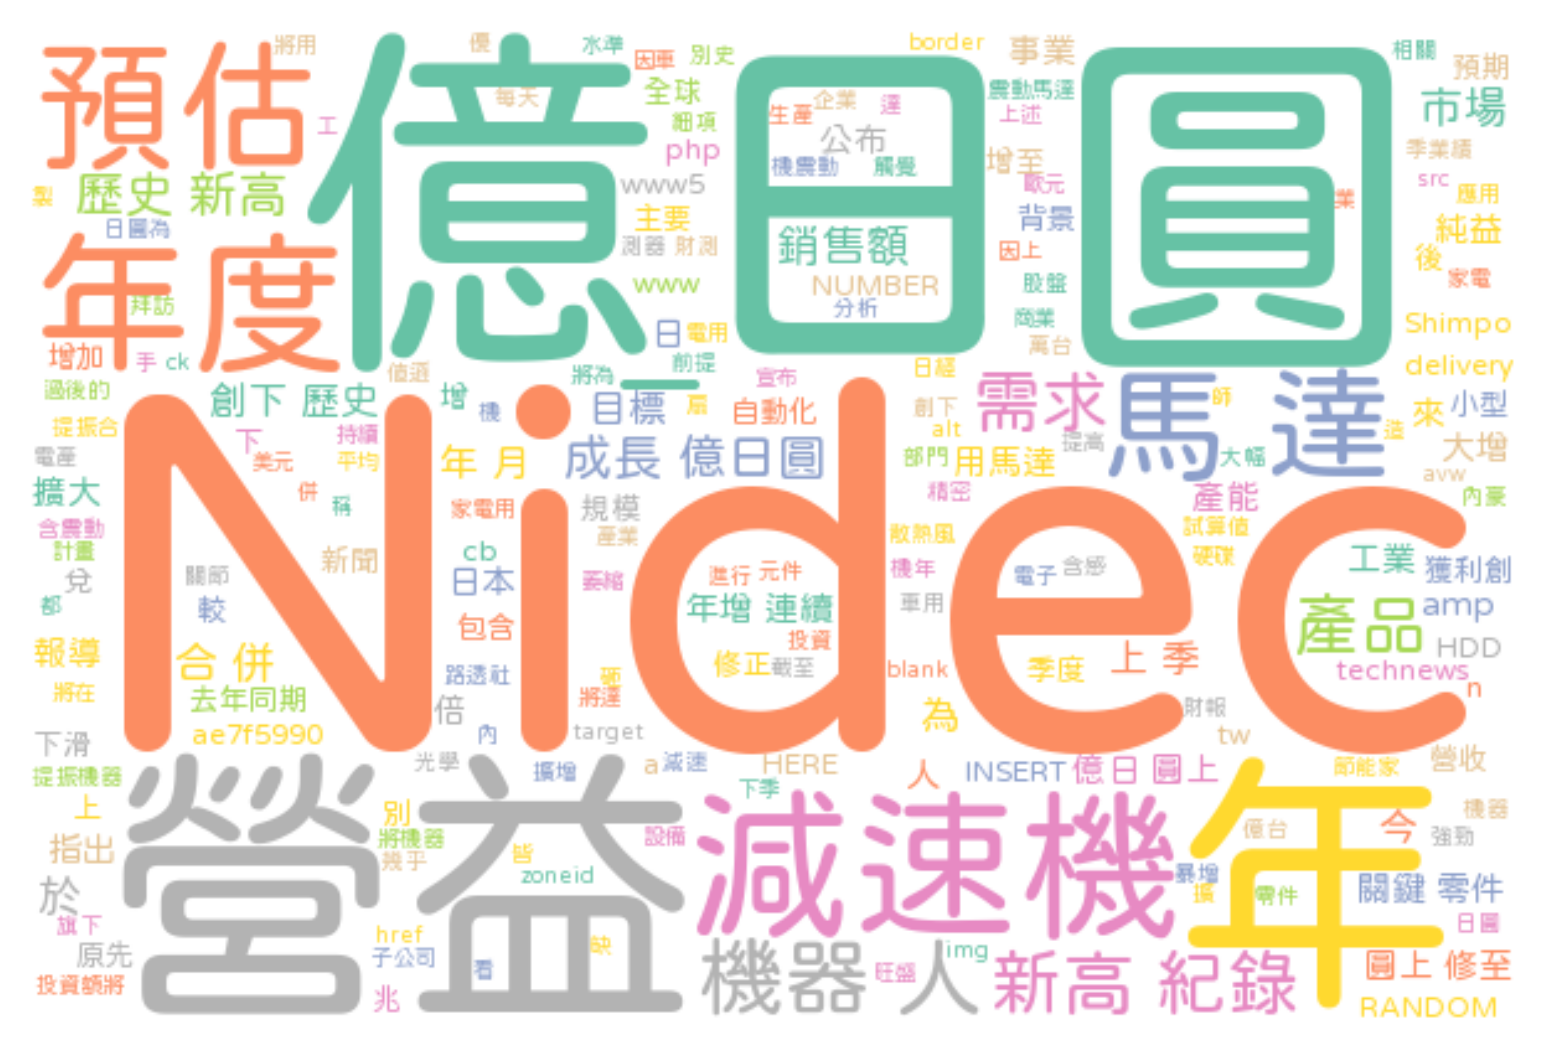 預估 億日圓
將用 優 水準 因車 別史 border 事業 相關 預期
每天 全球 生產 企業 達 震動馬達 市場
工 細項 公布 上述
php 機震動 觸覺 增至 季業績
製 歷史 新高 www5 歐元 src 應用
主要 背景 業
日圓為 測器 財測 銷售額 因上 純益
年度 www NUMBER 股盤 後 家電
拜訪 分析 商業 Shimpo
日 電用 萬台
增加 手 ck 值逼 前提 日經 delivery
過後的 將為 宣布 需求 馬達
創下 歷史 增 機 目標 扇 自動化 創下 師 來 小型
提振合 下 持續 alt 提高 造
電產 美元 平均 年 月 成長 億日圓 部門 用馬達 大幅 大增
avw
擴大 併 稱 Nidec 精密 產能 內豪
含震動 家電用 規模 散熱風 試算值
計畫 新聞 cb 產業 硬碟 工業
兌 關節 日本 萎縮 進行 元件 機年 電子 含感 獲利創
都 較 年增 連續 車用 產品 amp
包含 投資
報導 合 併 修正 截至 blank 季度 上 季 HDD
路透社 technews
將在 去年同期 砸 將達 n
倍 為 財報
下滑 ae7f5990 內 target tw
提振機器 光學 擴增 a 減速 HERE 人 INSERT 億日 圓上 節能家 營收
下季
上 營益 別 減速機 年 機器
指出 將機器 設備 億台 今 強勁
幾乎 皆
於 zoneid 暴增 擴 零件 關鍵 零件
旗下 href 日圓
原先 子公司 缺 機器 人 img 新高 紀錄 圓上 修至
投資額將 兆 看 旺盛 RANDOM